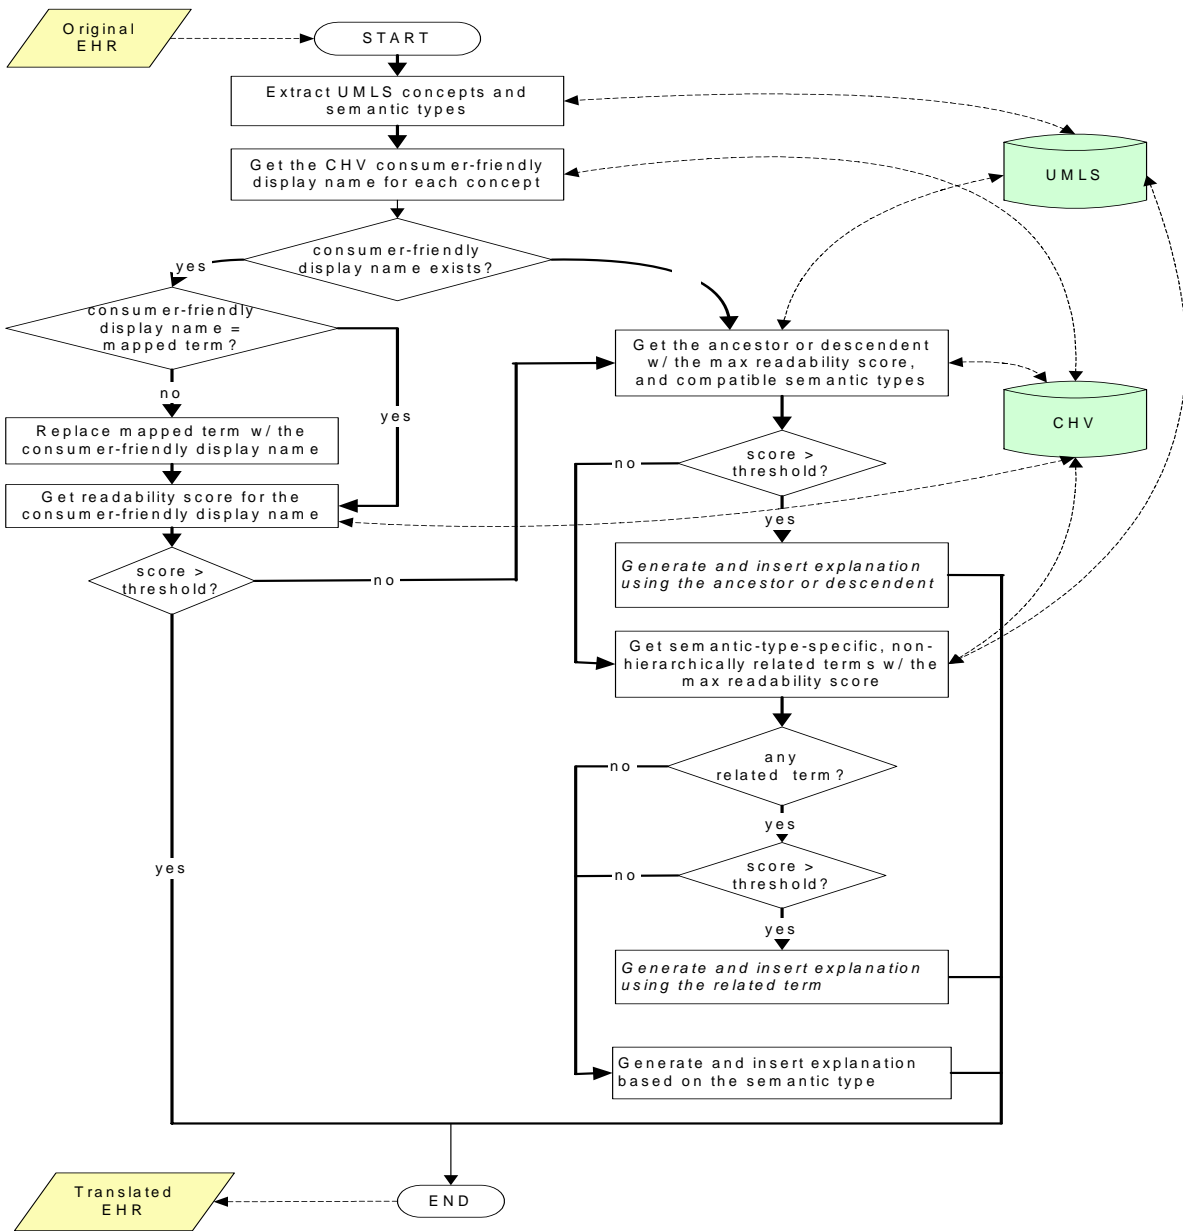 Original
EHR
START
Extract UMLS concepts and
semantic types
Get the CHV consumer-friendly
display name for each concept
UMLS
consumer-friendly
display name exists?
yes
consumer-friendly
display name =
mapped term?
Get the ancestor or descendent
w/ the max readability score,
and compatible semantic types
no
yes
CHV
Replace mapped term w/ the
consumer-friendly display name
score >
threshold?
no
Get readability score for the
consumer-friendly display name
yes
score >
threshold?
no
Generate and insert explanation
using the ancestor or descendent
Get semantic-type-specific, non-
hierarchically related terms w/ the
max readability score
any
related term?
no
yes
yes
score >
threshold?
no
yes
Generate and insert explanation
using the related term
Generate and insert explanation
based on the semantic type
Translated
EHR
END